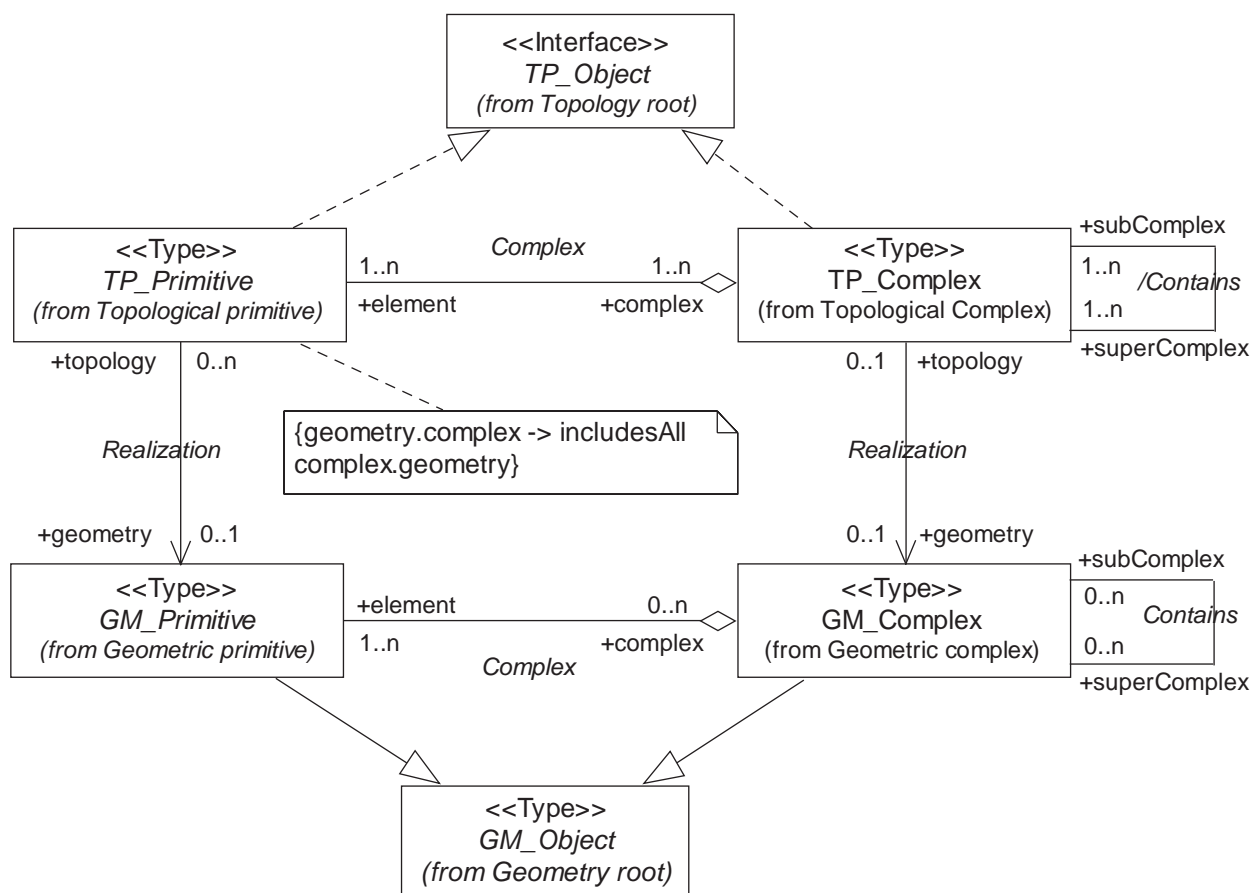 <<Interface>>
TP_Object
(from Topology root)
<<Type>>
TP_Primitive
(from Topological primitive)
Complex
1..n
1..n
+element
+complex
<<Type>>
TP_Complex
(from Topological Complex)
+subComplex
1..n
/Contains
1..n
+superComplex
+topology
0..n
0..1
+topology
{geometry.complex -> includesAll
complex.geometry}
Realization
Realization
+geometry
0..1
0..1
+geometry
<<Type>>
GM_Primitive
(from Geometric primitive)
+element
0..n
1..n
+complex
Complex
<<Type>>
GM_Complex
(from Geometric complex)
+subComplex
0..n
Contains
0..n
+superComplex
<<Type>>
GM_Object
(from Geometry root)